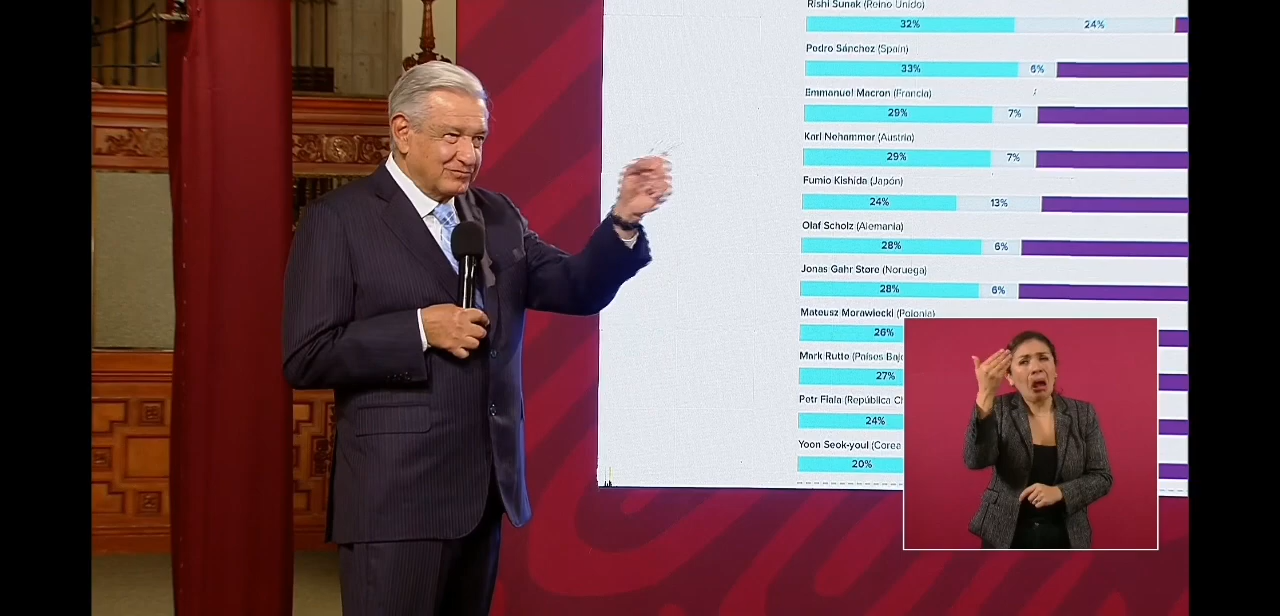 Rishi Sunak (Reino Unido)
32% 24%
Pedro Sánchez (Spain)
33% 6%
Emmanuel Macron (Francia)
29% 7%
Karl Nehammer (Austria)
29% 7%
Fumio Kishida (Japón)
24% 13%
Olaf Scholz (Alemania)
28% 6%
Jonas Gahr Støre (Noruega)
28% 6%
Mateusz Morawiecki (Polonia)
26%
Mark Rutte (Países Baj
27%
Petr Fiala (República C
24%
Yoon Seok-youl (Corea
20%